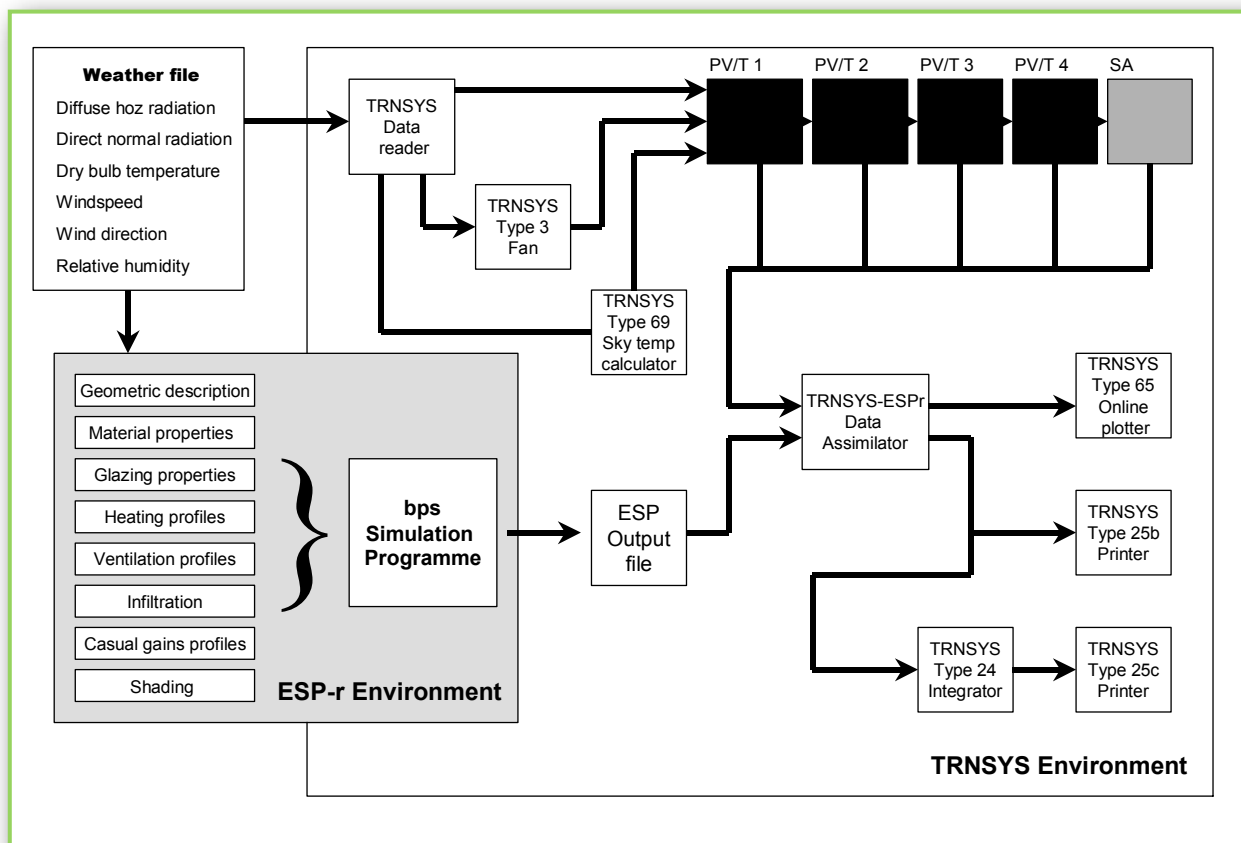 Weather file
Diffuse hoz radiation
Direct normal radiation
Dry bulb temperature
Windspeed
Wind direction
Relative humidity
TRNSYS
Data
reader
TRNSYS
Type 3
Fan
TRNSYS
Type 69
Sky temp
calculator
PV/T 1
PV/T 2
PV/T 3
PV/T 4
SA
Geometric description
Material properties
Glazing properties
Heating profiles
Ventilation profiles
Infiltration
Casual gains profiles
Shading
bps
Simulation
Programme
ESP-r Environment
ESP
Output
file
TRNSYS-ESPr
Data
Assimilator
TRNSYS
Type 65
Online
plotter
TRNSYS
Type 25b
Printer
TRNSYS
Type 24
Integrator
TRNSYS
Type 25c
Printer
TRNSYS Environment